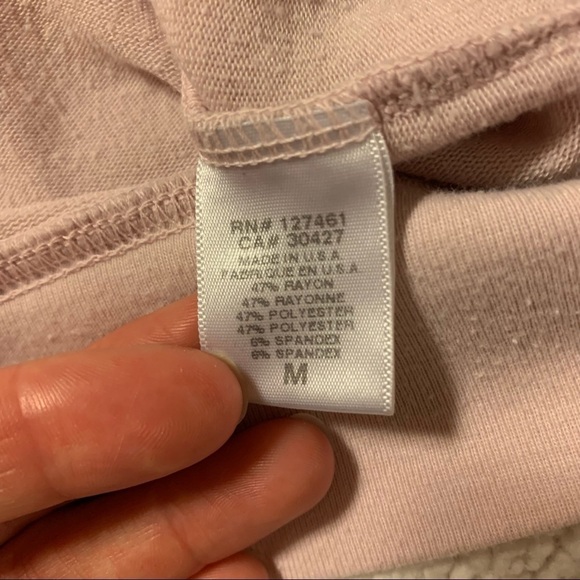 RN# 127461
CA# 30427
MADE IN U.S.A
FABRIQUE EN U.S.A
47% RAYON
47% RAYONNE
47% POLYESTER
47% POLYESTER
6% SPANDEX
6% SPANDEX
M